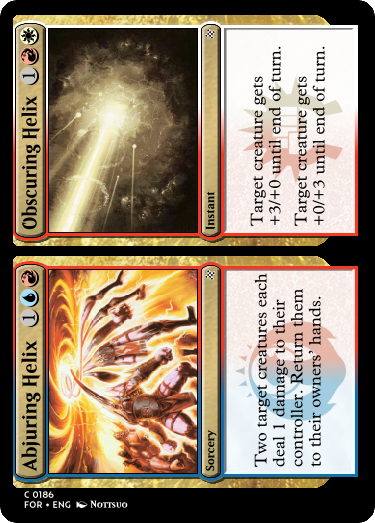 Obscuring Helix 1
Instant
Target creature gets
+3/+0 until end of turn.
Target creature gets
+0/+3 until end of turn.
Abjuring Helix 1
Sorcery
Two target creatures each
deal 1 damage to their
controller. Return them
to their owners' hands.
C 0186
FOR • ENG Nottsuo